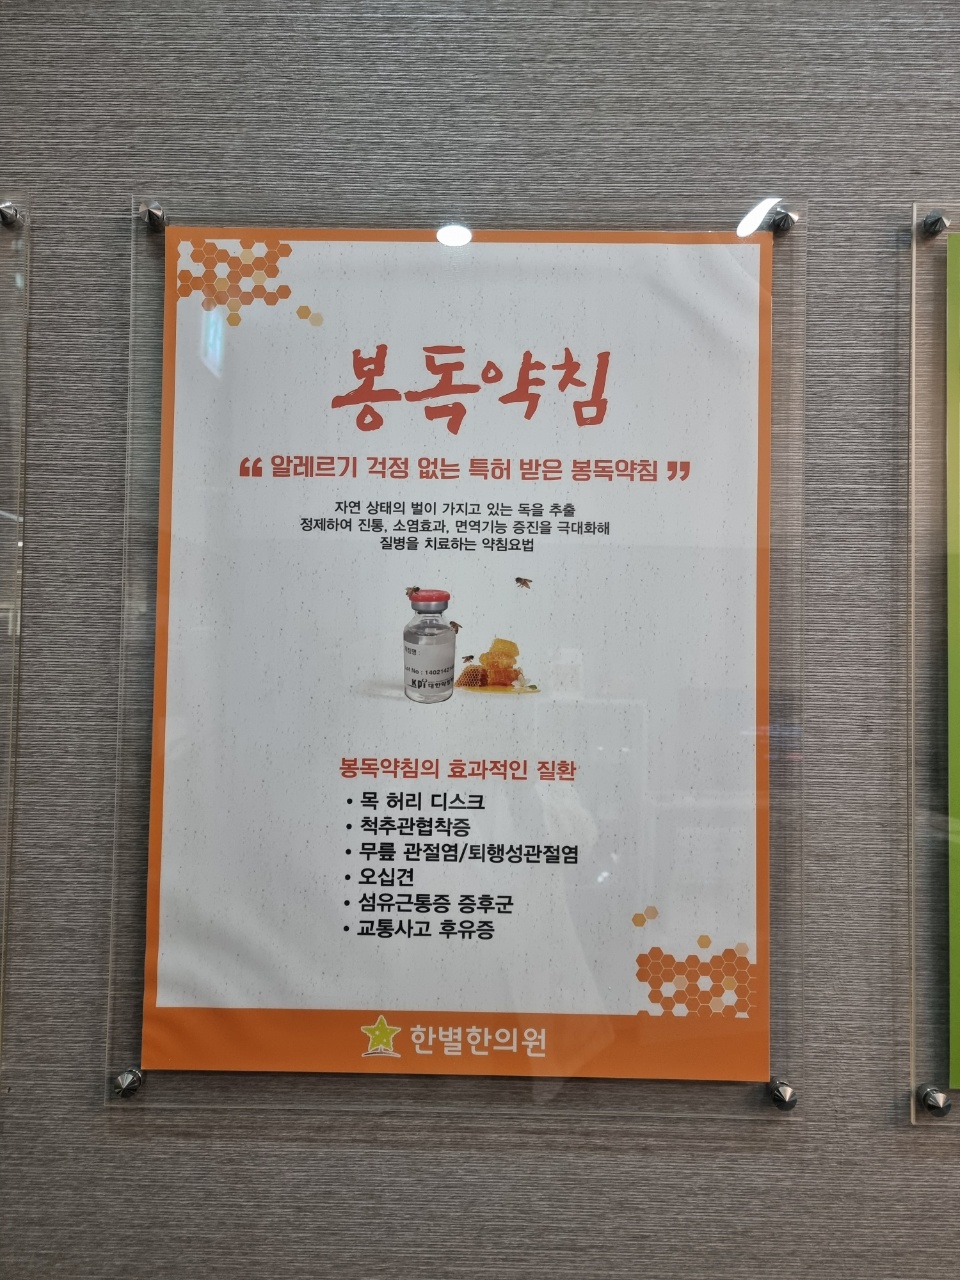 봉독약침
“ 알레르기 걱정 없는 특허 받은 봉독약침 ”
자연 상태의 벌이 가지고 있는 독을 추출
정제하여 진통, 소염효과, 면역기능 증진을 극대화해
질병을 치료하는 약침요법
No : 1402142
KPI
봉독약침의 효과적인 질환
• 목 허리 디스크
• 척추관협착증
• 무릎 관절염/퇴행성관절염
• 오십견
• 섬유근통증 증후군
• 교통사고 후유증
한별한의원